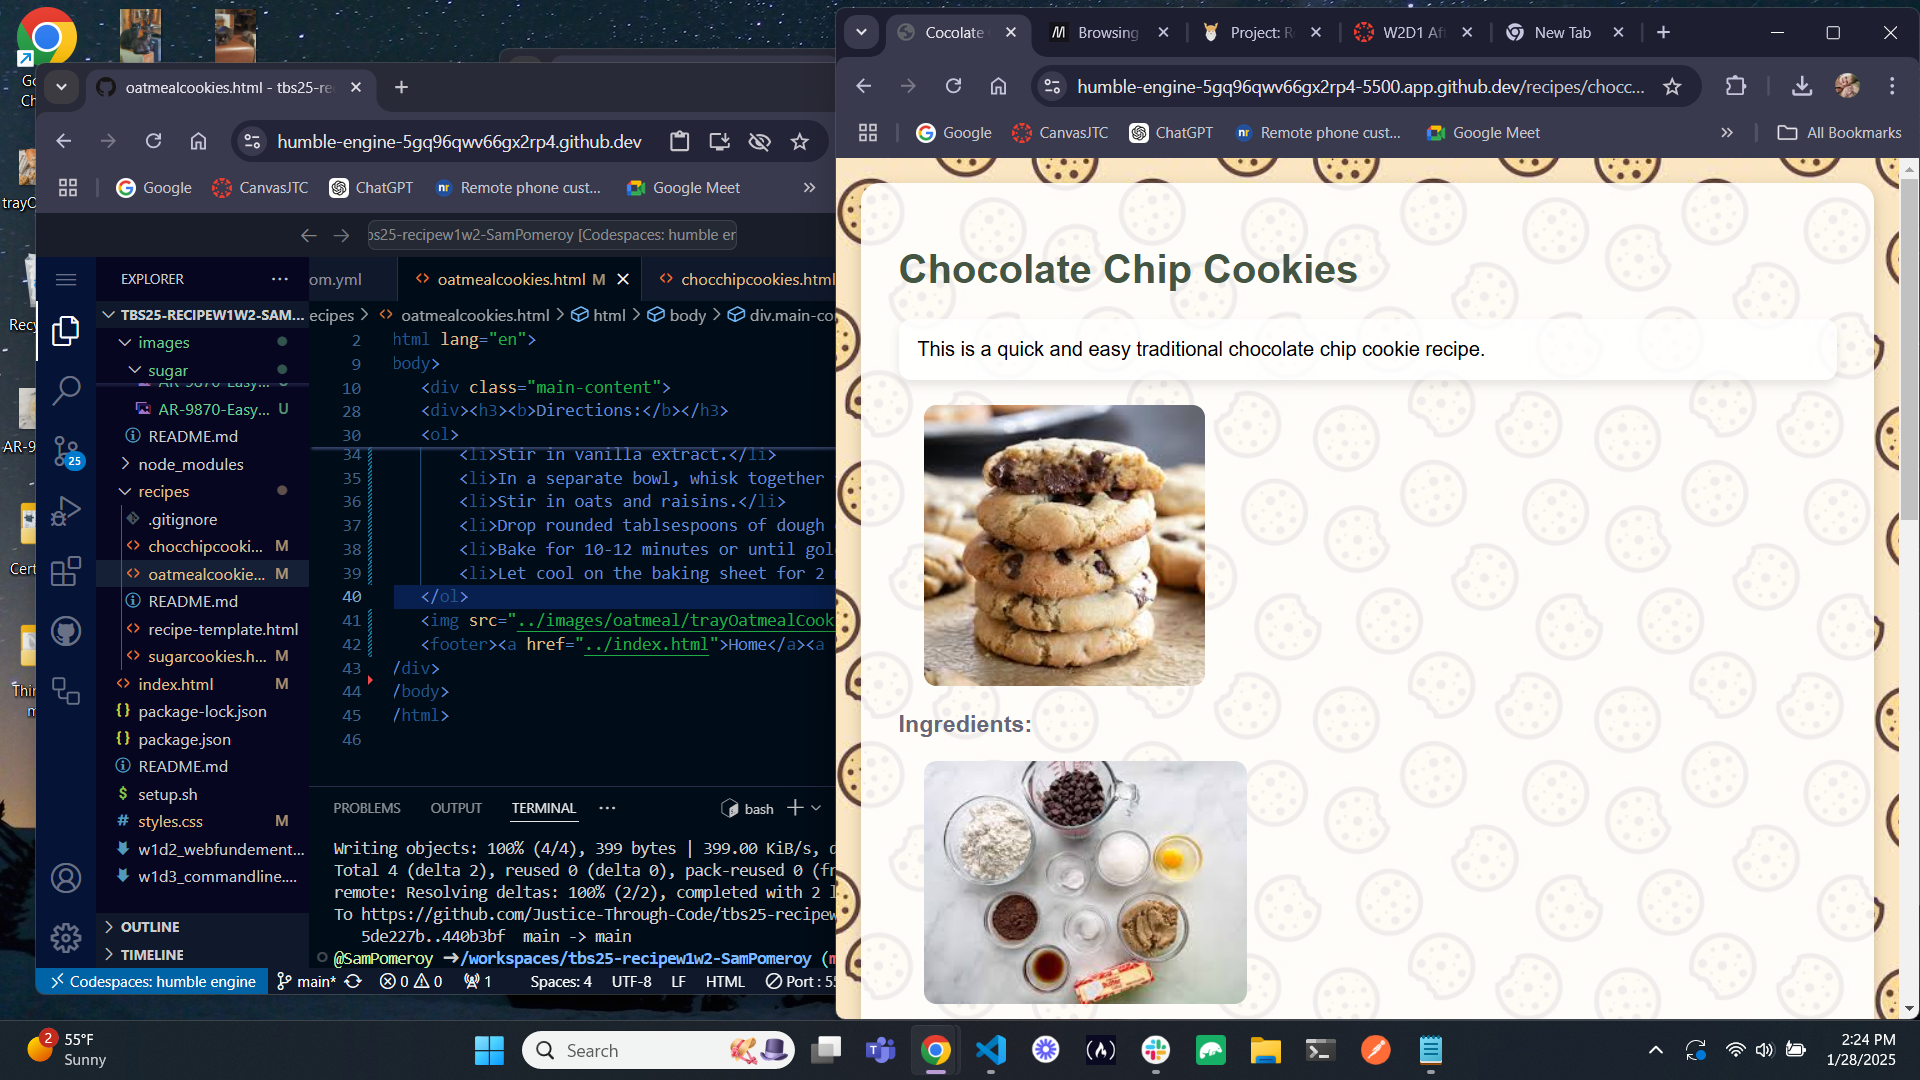 oatmealcookies.html - tbs25-re
humble-engine-5gq96qwv66gx2rp4.github.dev
Google CanvasJTC ChatGPT Remote phone cust... Google Meet
bs25-recipew1w2-SamPomeroy [Codespaces: humble er
EXPLORER
TBS25-RECIPEW1W2-SAM...
images
sugar
AR-9870-Easy... U
README.md
node_modules
recipes
.gitignore
chocchipcooki... M
oatmealcookie... M
README.md
recipe-template.html
sugarcookies.h... M
index.html M
package-lock.json
package.json
README.md
setup.sh
styles.css M
w1d2_webfundement...
w1d3_commandline....
OUTLINE
TIMELINE
25
om.yml oatmealcookies.html M chocchipcookies.html
ecipes > oatmealcookies.html > html > body > div.main-co
2 html lang="en">
9 body>
10 <div class="main-content">
28 <div><h3><b>Directions:</b></h3>
30 <ol>
34 <li>Stir in vanilla extract.</li>
35 <li>In a separate bowl, whisk together
36 <li>Stir in oats and raisins.</li>
37 <li>Drop rounded tablsespoons of dough
38 <li>Bake for 10-12 minutes or until gol
39 <li>Let cool on the baking sheet for 2
40 </ol>
41 <img src="../images/oatmeal/trayOatmealCook
42 <footer><a href="../index.html">Home</a><a
43 /div>
44 /body>
45 /html>
46
PROBLEMS OUTPUT TERMINAL bash
Writing objects: 100% (4/4), 399 bytes | 399.00 KiB/s, d
Total 4 (delta 2), reused 0 (delta 0), pack-reused 0 (fr
remote: Resolving deltas: 100% (2/2), completed with 2 l
To https://github.com/Justice-Through-Code/tbs25-recipew
5de227b..440b3bf main -> main
@SamPomeroy ➜/workspaces/tbs25-recipew1w2-SamPomeroy (m
Codespaces: humble engine main* 0 0 1 Spaces: 4 UTF-8 LF HTML Port : 55
Cocolate Browsing Project: R W2D1 Aft New Tab
humble-engine-5gq96qwv66gx2rp4-5500.app.github.dev/recipes/chocc...
Google CanvasJTC ChatGPT Remote phone cust... Google Meet All Bookmarks
Chocolate Chip Cookies
This is a quick and easy traditional chocolate chip cookie recipe.
Ingredients:
2
55°F
Sunny
Search
2:24 PM
1/28/2025